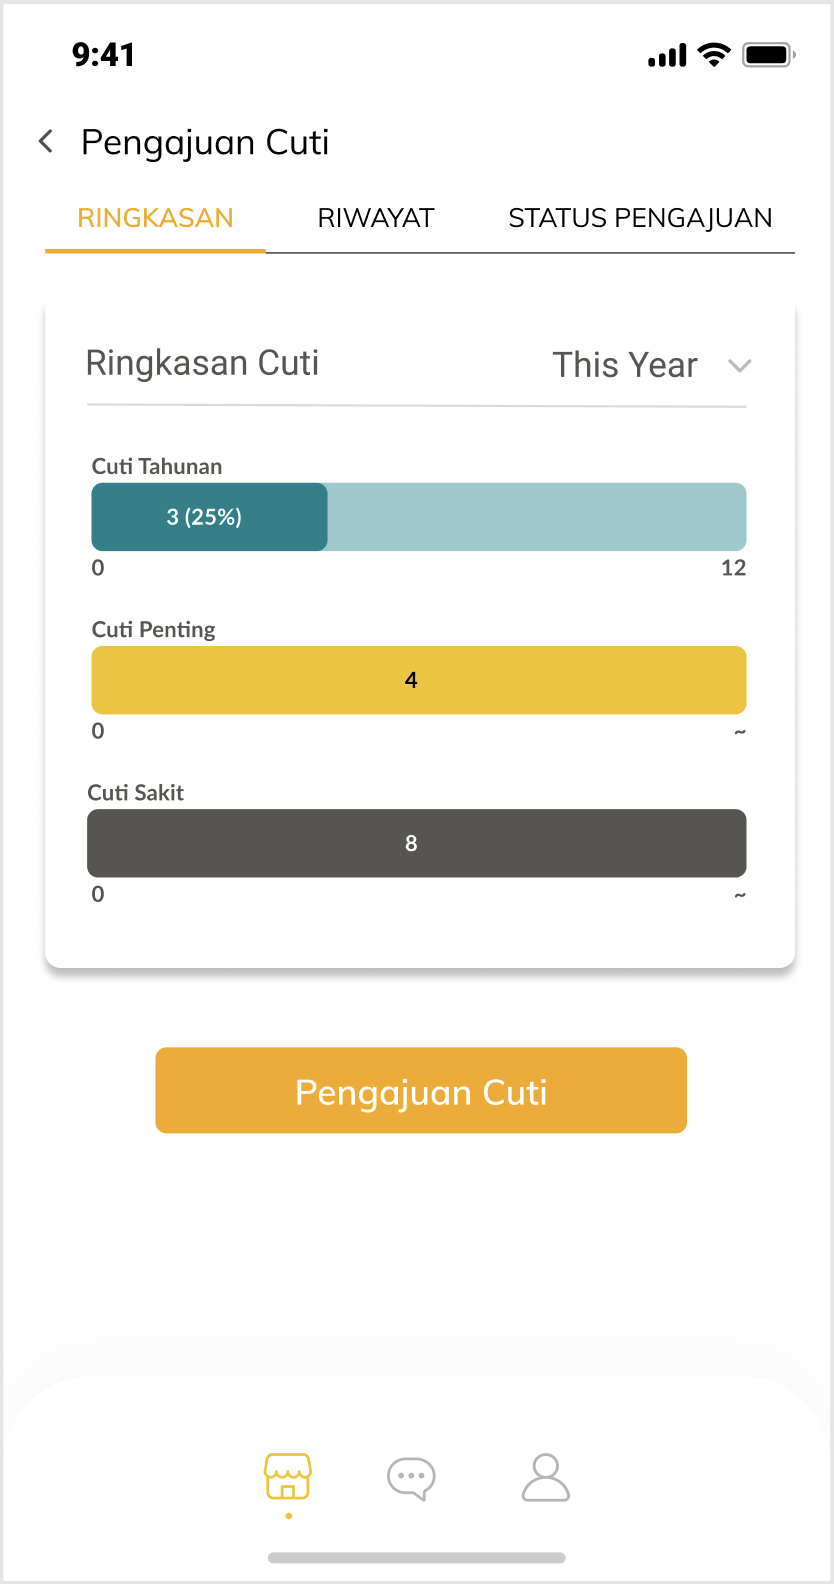 9:41
Pengajuan Cuti
RINGKASAN RIWAYAT STATUS PENGAJUAN
Ringkasan Cuti This Year
Cuti Tahunan
3 (25%)
0 12
Cuti Penting
4
0 ~
Cuti Sakit
8
0 ~
Pengajuan Cuti